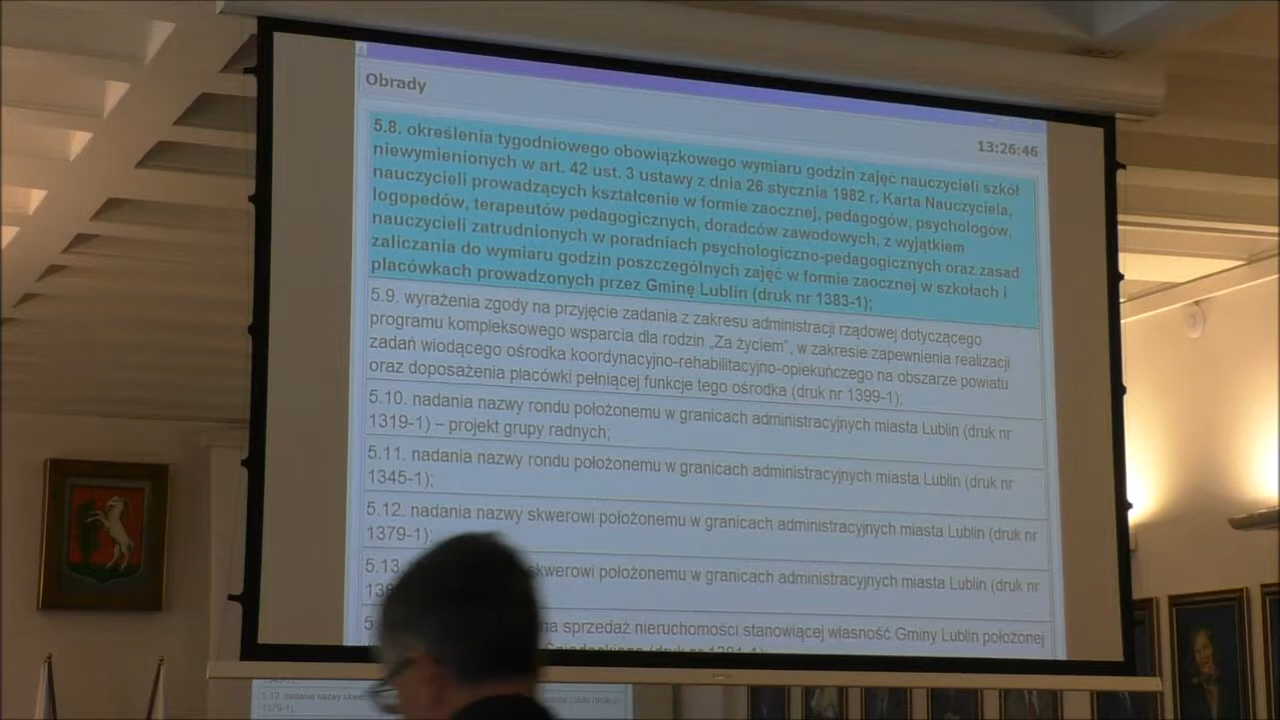 Obrady
13:26:46
5.8. określenia tygodniowego obowiązkowego wymiaru godzin zajęć nauczycieli szkół
niewymienionych w art. 42 ust. 3 ustawy z dnia 26 stycznia 1982 r. Karta Nauczyciela,
nauczycieli prowadzących kształcenie w formie zaocznej, pedagogów, psychologów,
logopedów, terapeutów pedagogicznych, doradców zawodowych, z wyjątkiem
nauczycieli zatrudnionych w poradniach psychologiczno-pedagogicznych oraz zasad
zaliczania do wymiaru godzin poszczególnych zajęć w formie zaocznej w szkołach i
placówkach prowadzonych przez Gminę Lublin (druk nr 1383-1);
5.9. wyrażenia zgody na przyjęcie zadania z zakresu administracji rządowej dotyczącego
programu kompleksowego wsparcia dla rodzin „Za życiem”, w zakresie zapewnienia realizacji
zadań wiodącego ośrodka koordynacyjno-rehabilitacyjno-opiekuńczego na obszarze powiatu
oraz doposażenia placówki pełniącej funkcje tego ośrodka (druk nr 1399-1);
5.10. nadania nazwy rondu położonemu w granicach administracyjnych miasta Lublin (druk nr
1319-1) – projekt grupy radnych;
5.11. nadania nazwy rondu położonemu w granicach administracyjnych miasta Lublin (druk nr
1345-1);
5.12. nadania nazwy skwerowi położonemu w granicach administracyjnych miasta Lublin (druk nr
1379-1);
5.13. skwerowi położonemu w granicach administracyjnych miasta Lublin (druk nr
na sprzedaż nieruchomości stanowiącej własność Gminy Lublin położonej
5.12. nadania nazwy
1379-1);